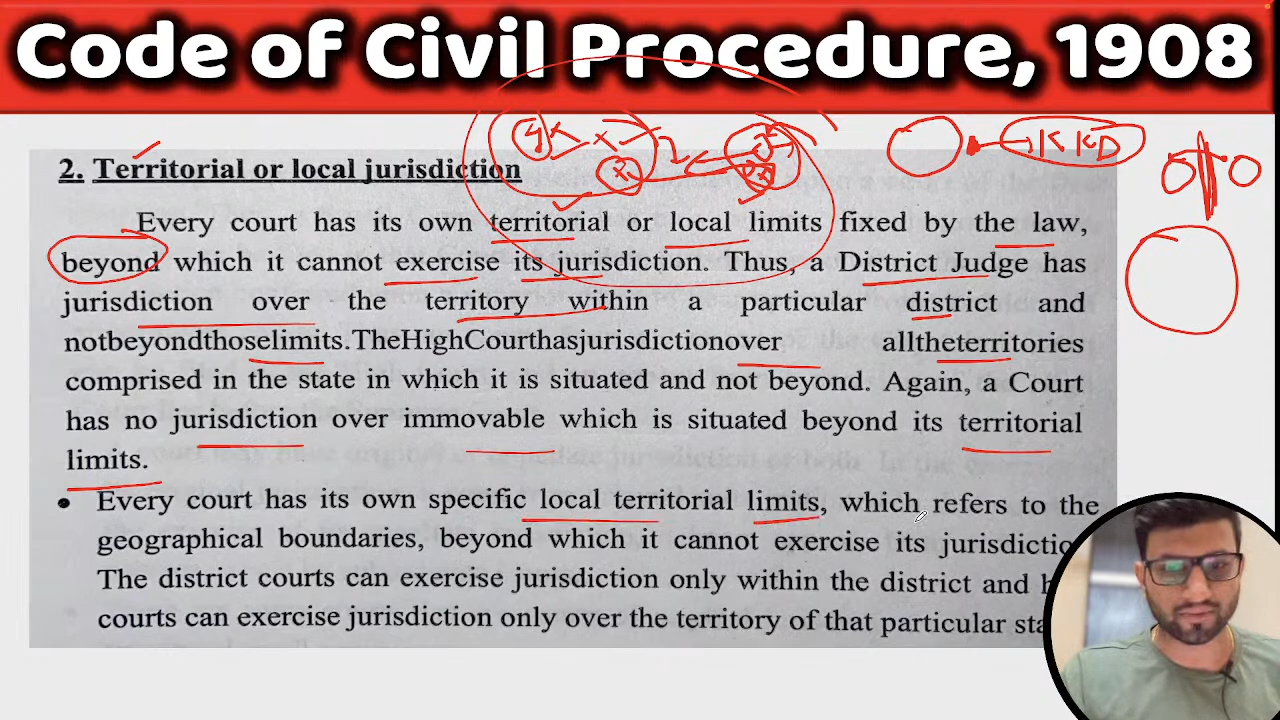 Code of Civil Procedure, 1908
KKD
2. Territorial or local jurisdiction
Every court has its own territorial or local limits fixed by the law,
beyond which it cannot exercise its jurisdiction. Thus, a District Judge has
jurisdiction over the territory within a particular district and
notbeyondthoselimits.TheHighCourthasjurisdictionover alltheterritories
comprised in the state in which it is situated and not beyond. Again, a Court
has no jurisdiction over immovable which is situated beyond its territorial
limits.
• Every court has its own specific local territorial limits, which refers to the
geographical boundaries, beyond which it cannot exercise its
The district courts can exercise jurisdiction only within the district and
courts can exercise jurisdiction only over the territory of that particular